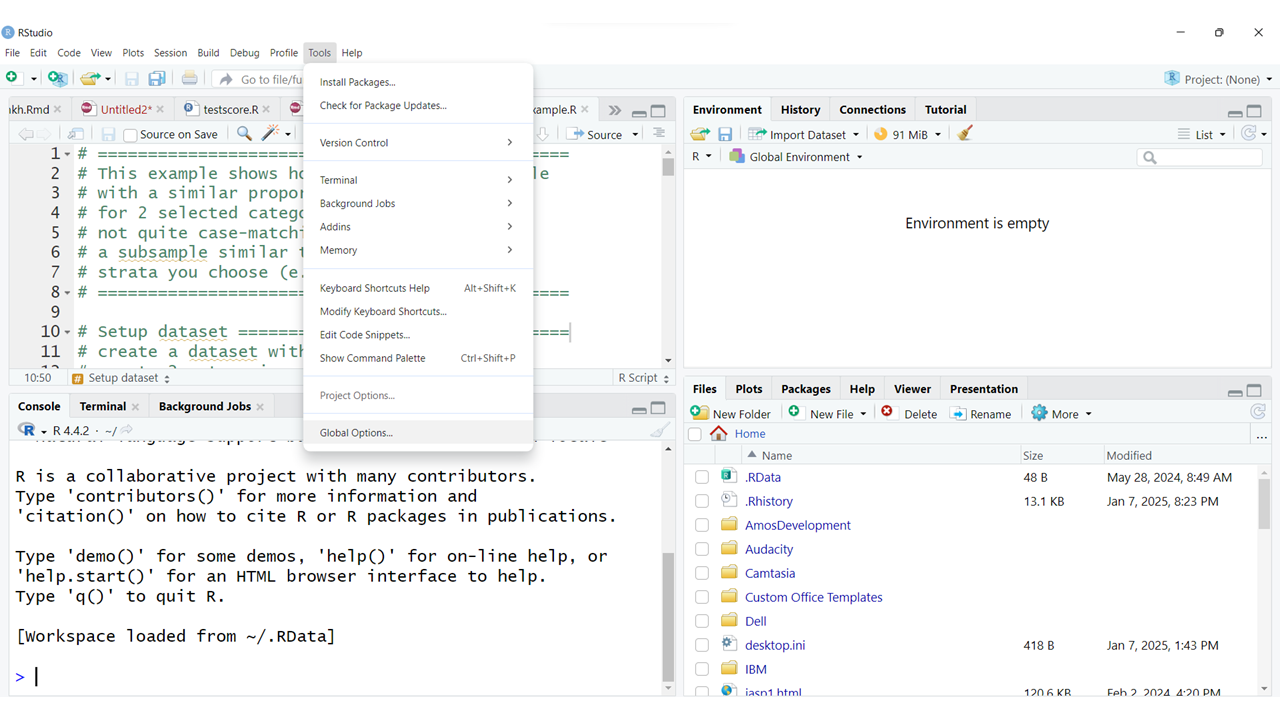 RStudio
File Edit Code View Plots Session Build Debug Profile Tools Help
Go to file/fu
Project: (None)
kh.Rmd
Untitled2*
testscore.R
xample.R
Source on Save
Source
1 # ====================
2 # This example shows h le
3 # with a similar propor
4 # for 2 selected catego
5 # not quite case-matchi
6 # a subsample similar t
7 # strata you choose (e.
8 # ====================
9
10 # Setup dataset =======
11 # create a dataset with
10:50 Setup dataset R Script
Install Packages...
Check for Package Updates...
Version Control
Terminal
Background Jobs
Addins
Memory
Keyboard Shortcuts Help Alt+Shift+K
Modify Keyboard Shortcuts...
Edit Code Snippets...
Show Command Palette Ctrl+Shift+P
Project Options...
Global Options...
Console Terminal Background Jobs
R 4.4.2 · ~/
R is a collaborative project with many contributors.
Type 'contributors()' for more information and
'citation()' on how to cite R or R packages in publications.
Type 'demo()' for some demos, 'help()' for on-line help, or
'help.start()' for an HTML browser interface to help.
Type 'q()' to quit R.
[Workspace loaded from ~/.RData]
>
Environment History Connections Tutorial
Import Dataset 91 MiB List
R Global Environment
Environment is empty
Files Plots Packages Help Viewer Presentation
New Folder New File Delete Rename More
Home ...
Name Size Modified
.RData 48 B May 28, 2024, 8:49 AM
.Rhistory 13.1 KB Jan 7, 2025, 8:23 PM
AmosDevelopment
Audacity
Camtasia
Custom Office Templates
Dell
desktop.ini 418 B Jan 7, 2025, 1:43 PM
IBM
jasp1.html 120.6 KB Feb 2, 2024, 4:20 PM